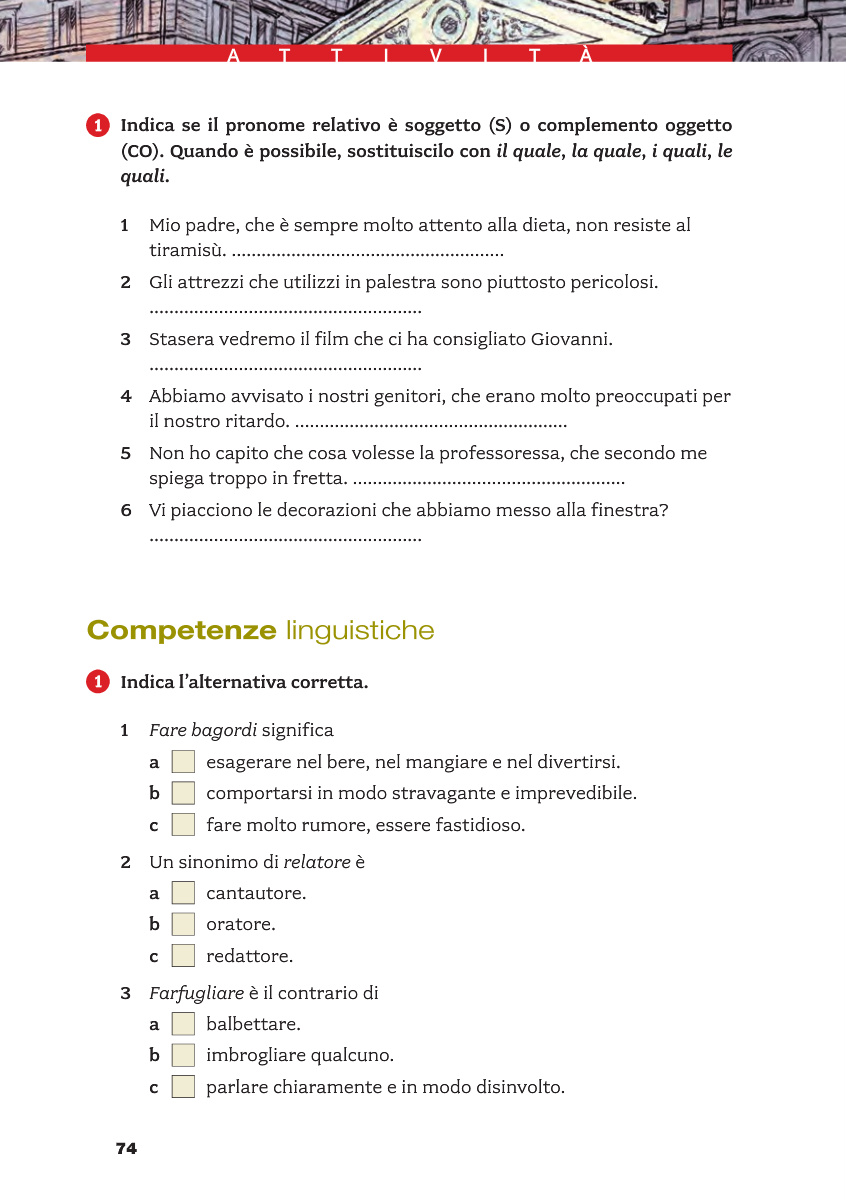 ATTIVITÀ
1 Indica se il pronome relativo è soggetto (S) o complemento oggetto
(CO). Quando è possibile, sostituiscilo con il quale, la quale, i quali, le
quali.
1 Mio padre, che è sempre molto attento alla dieta, non resiste al
tiramisù. .......................................................
2 Gli attrezzi che utilizzi in palestra sono piuttosto pericolosi.
.......................................................
3 Stasera vedremo il film che ci ha consigliato Giovanni.
.......................................................
4 Abbiamo avvisato i nostri genitori, che erano molto preoccupati per
il nostro ritardo. .......................................................
5 Non ho capito che cosa volesse la professoressa, che secondo me
spiega troppo in fretta. .......................................................
6 Vi piacciono le decorazioni che abbiamo messo alla finestra?
.......................................................
Competenze linguistiche
1 Indica l'alternativa corretta.
1 Fare bagordi significa
a esagerare nel bere, nel mangiare e nel divertirsi.
b comportarsi in modo stravagante e imprevedibile.
c fare molto rumore, essere fastidioso.
2 Un sinonimo di relatore è
a cantautore.
b oratore.
c redattore.
3 Farfugliare è il contrario di
a balbettare.
b imbrogliare qualcuno.
c parlare chiaramente e in modo disinvolto.
74